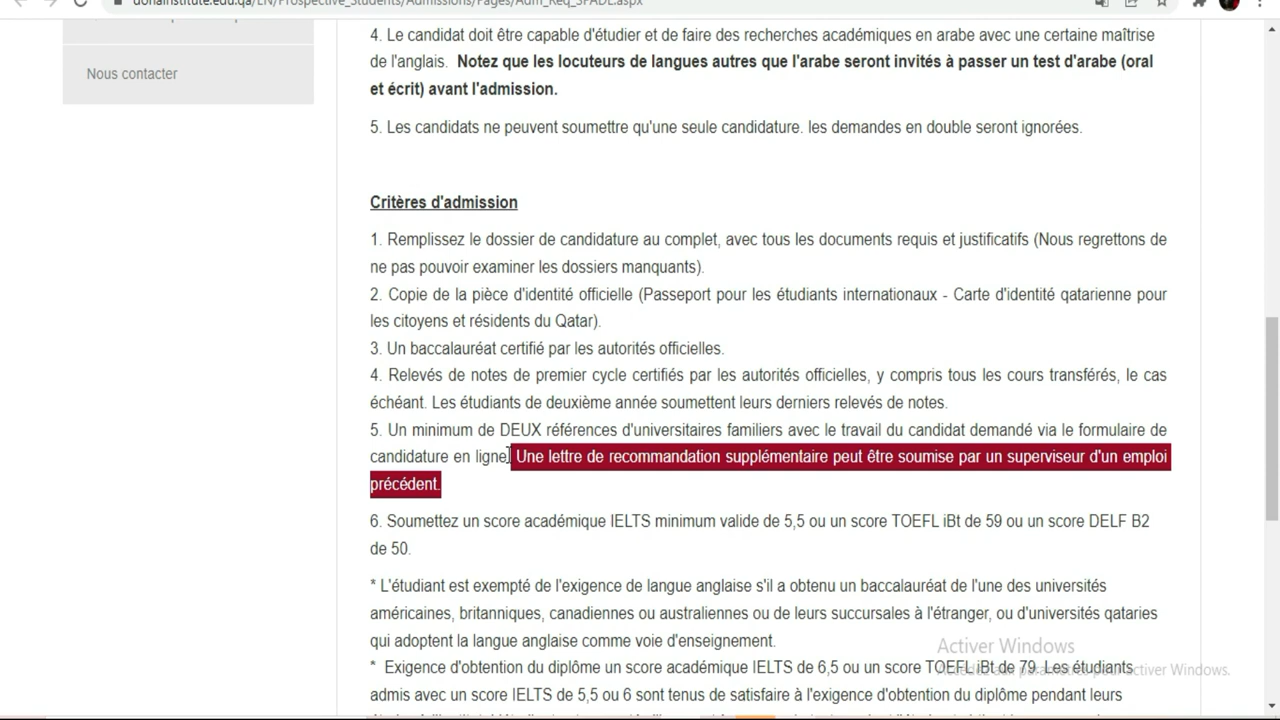 dohainstitute.edu.qa/EN/Prospective_Students/Admissions/Pages/Adm_Req_SPADE.aspx
Nous contacter
4. Le candidat doit être capable d'étudier et de faire des recherches académiques en arabe avec une certaine maîtrise
de l'anglais. Notez que les locuteurs de langues autres que l'arabe seront invités à passer un test d'arabe (oral
et écrit) avant l'admission.
5. Les candidats ne peuvent soumettre qu'une seule candidature. les demandes en double seront ignorées.
Critères d'admission
1. Remplissez le dossier de candidature au complet, avec tous les documents requis et justificatifs (Nous regrettons de
ne pas pouvoir examiner les dossiers manquants).
2. Copie de la pièce d'identité officielle (Passeport pour les étudiants internationaux - Carte d'identité qatarienne pour
les citoyens et résidents du Qatar).
3. Un baccalauréat certifié par les autorités officielles.
4. Relevés de notes de premier cycle certifiés par les autorités officielles, y compris tous les cours transférés, le cas
échéant. Les étudiants de deuxième année soumettent leurs derniers relevés de notes.
5. Un minimum de DEUX références d'universitaires familiers avec le travail du candidat demandé via le formulaire de
candidature en ligne. Une lettre de recommandation supplémentaire peut être soumise par un superviseur d'un emploi
précédent.
6. Soumettez un score académique IELTS minimum valide de 5,5 ou un score TOEFL iBt de 59 ou un score DELF B2
de 50.
* L'étudiant est exempté de l'exigence de langue anglaise s'il a obtenu un baccalauréat de l'une des universités
américaines, britanniques, canadiennes ou australiennes ou de leurs succursales à l'étranger, ou d'universités qataries
qui adoptent la langue anglaise comme voie d'enseignement.
* Exigence d'obtention du diplôme un score académique IELTS de 6,5 ou un score TOEFL iBt de 79. Les étudiants
admis avec un score IELTS de 5,5 ou 6 sont tenus de satisfaire à l'exigence d'obtention du diplôme pendant leurs
Activer Windows